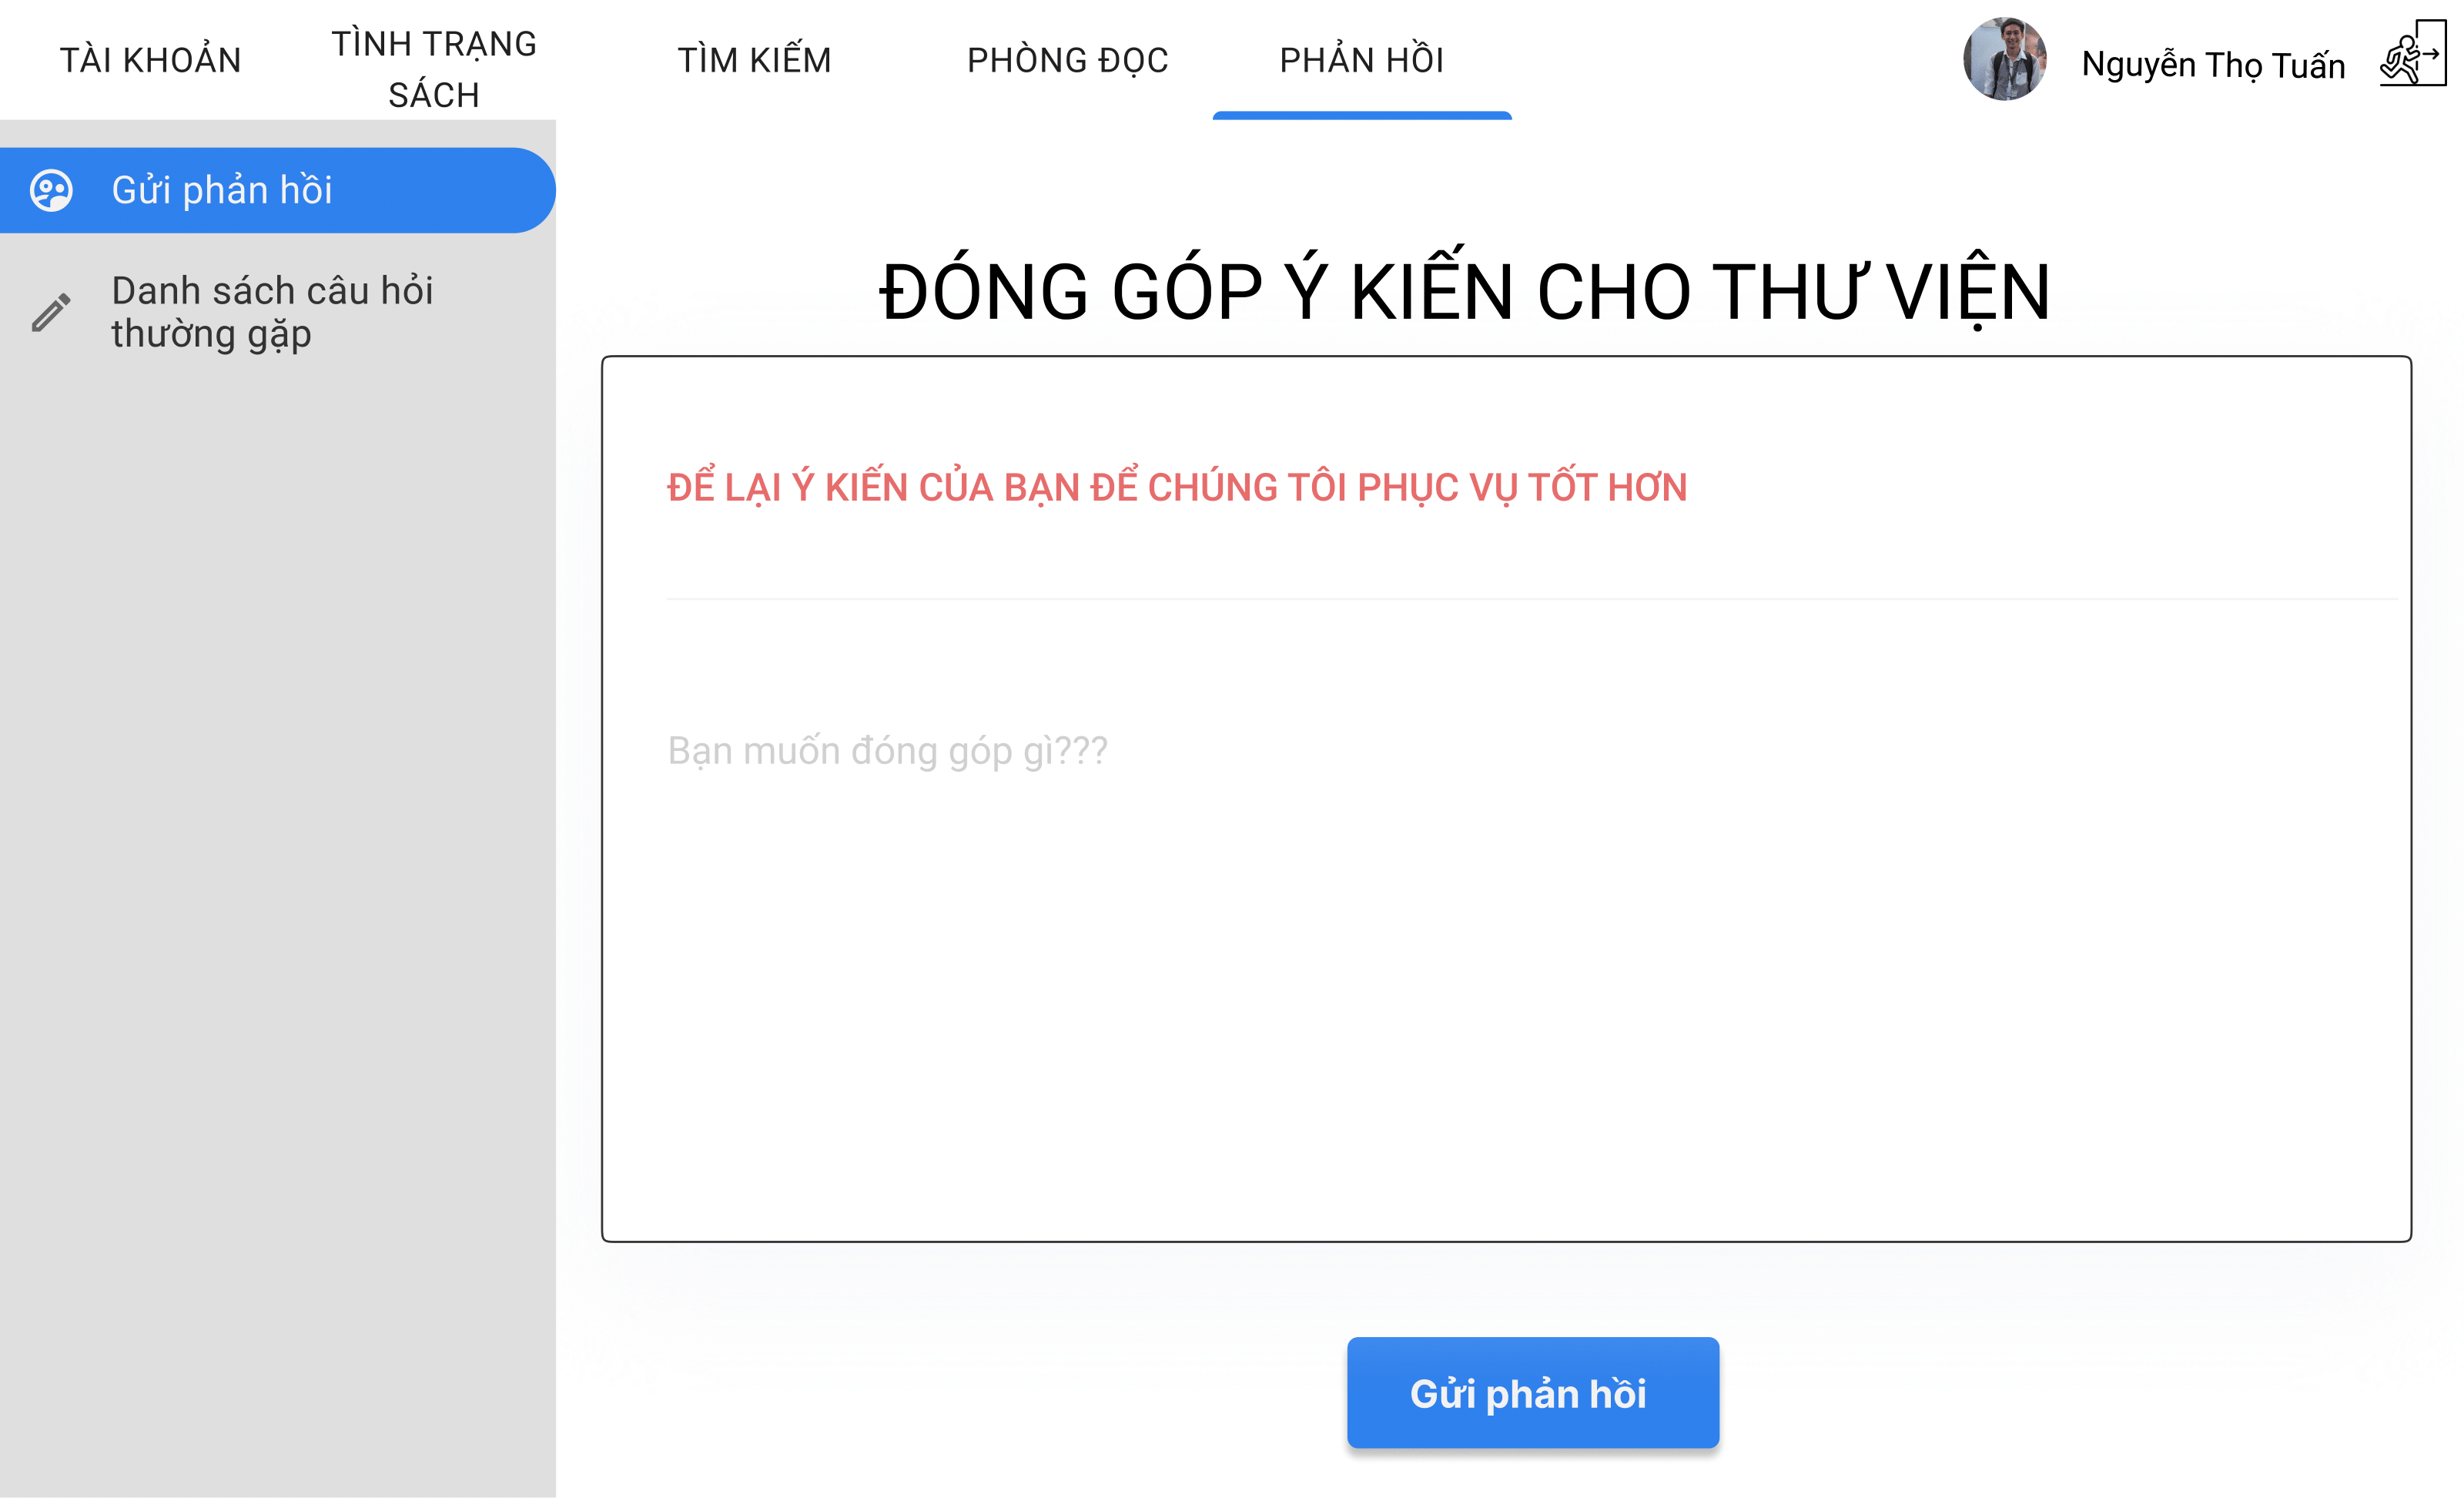 TÀI KHOẢN
TÌNH TRẠNG
SÁCH
TÌM KIẾM
PHÒNG ĐỌC
PHẢN HỒI
Nguyễn Thọ Tuấn
Gửi phản hồi
Danh sách câu hỏi
thường gặp
ĐÓNG GÓP Ý KIẾN CHO THƯ VIỆN
ĐỂ LẠI Ý KIẾN CỦA BẠN ĐỂ CHÚNG TÔI PHỤC VỤ TỐT HƠN
Bạn muốn đóng góp gì???
Gửi phản hồi